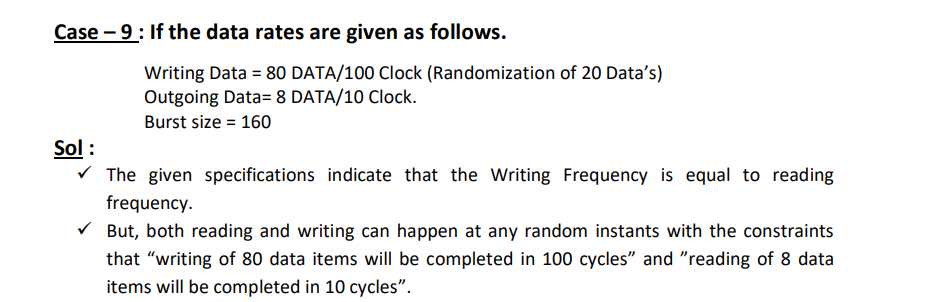 Case – 9 : If the data rates are given as follows.
Writing Data = 80 DATA/100 Clock (Randomization of 20 Data’s)
Outgoing Data= 8 DATA/10 Clock.
Burst size = 160
Sol :
✓ The given specifications indicate that the Writing Frequency is equal to reading
frequency.
✓ But, both reading and writing can happen at any random instants with the constraints
that “writing of 80 data items will be completed in 100 cycles” and ”reading of 8 data
items will be completed in 10 cycles”.